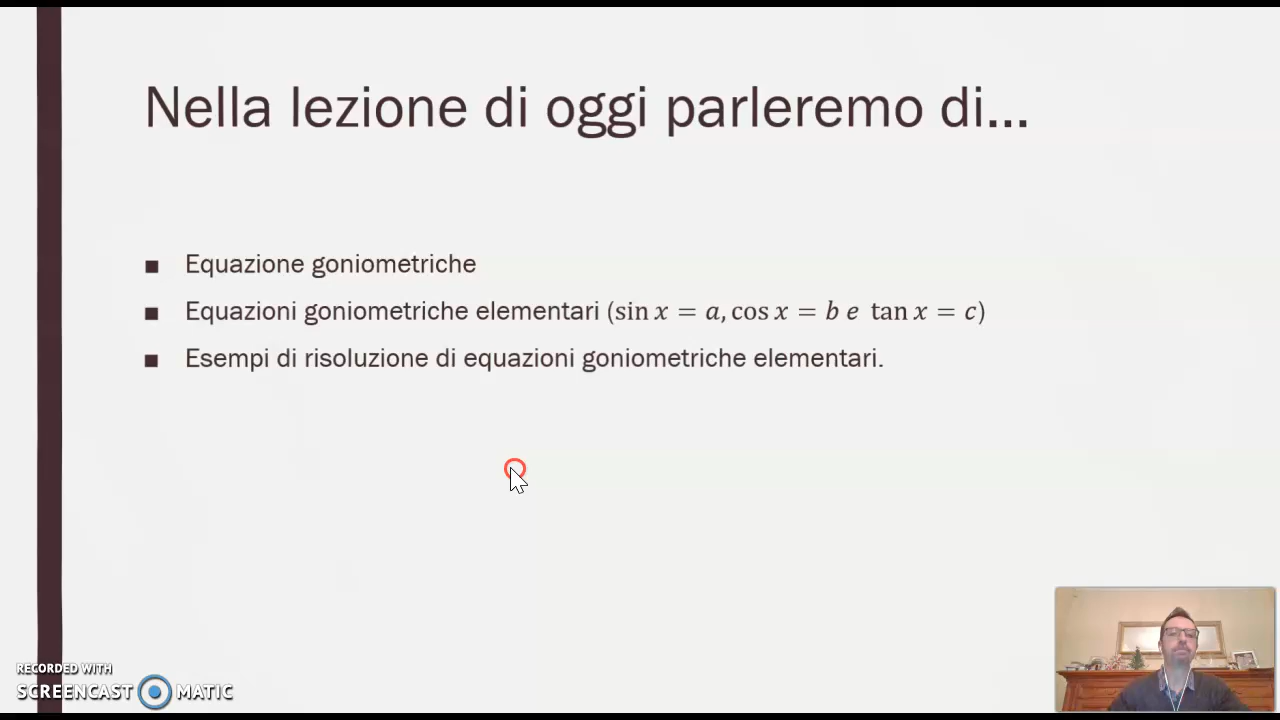 Nella lezione di oggi parleremo di...
Equazione goniometriche
Equazioni goniometriche elementari (sin x = a, cos x = b e tan x = c)
Esempi di risoluzione di equazioni goniometriche elementari.
RECORDED WITH
SCREENCAST MATIC